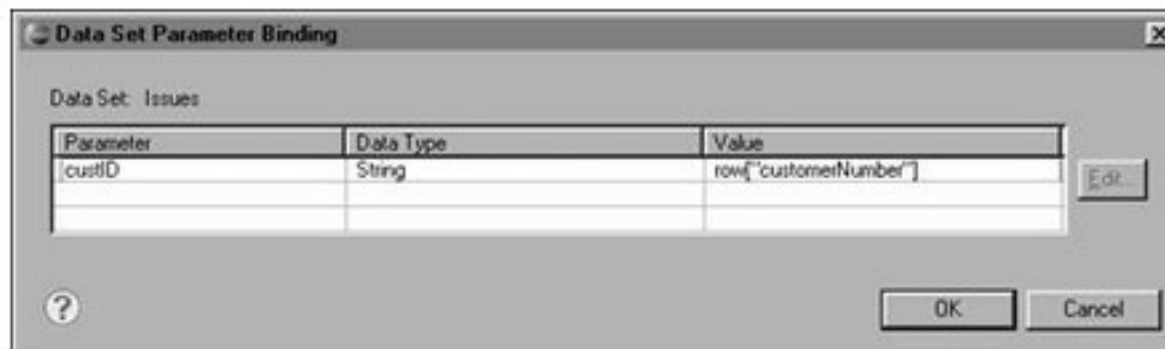 Data Set Parameter Binding
Data Set: Issues
Parameter Data Type Value
custID String row["customerNumber"]
Edit...
?
OK Cancel